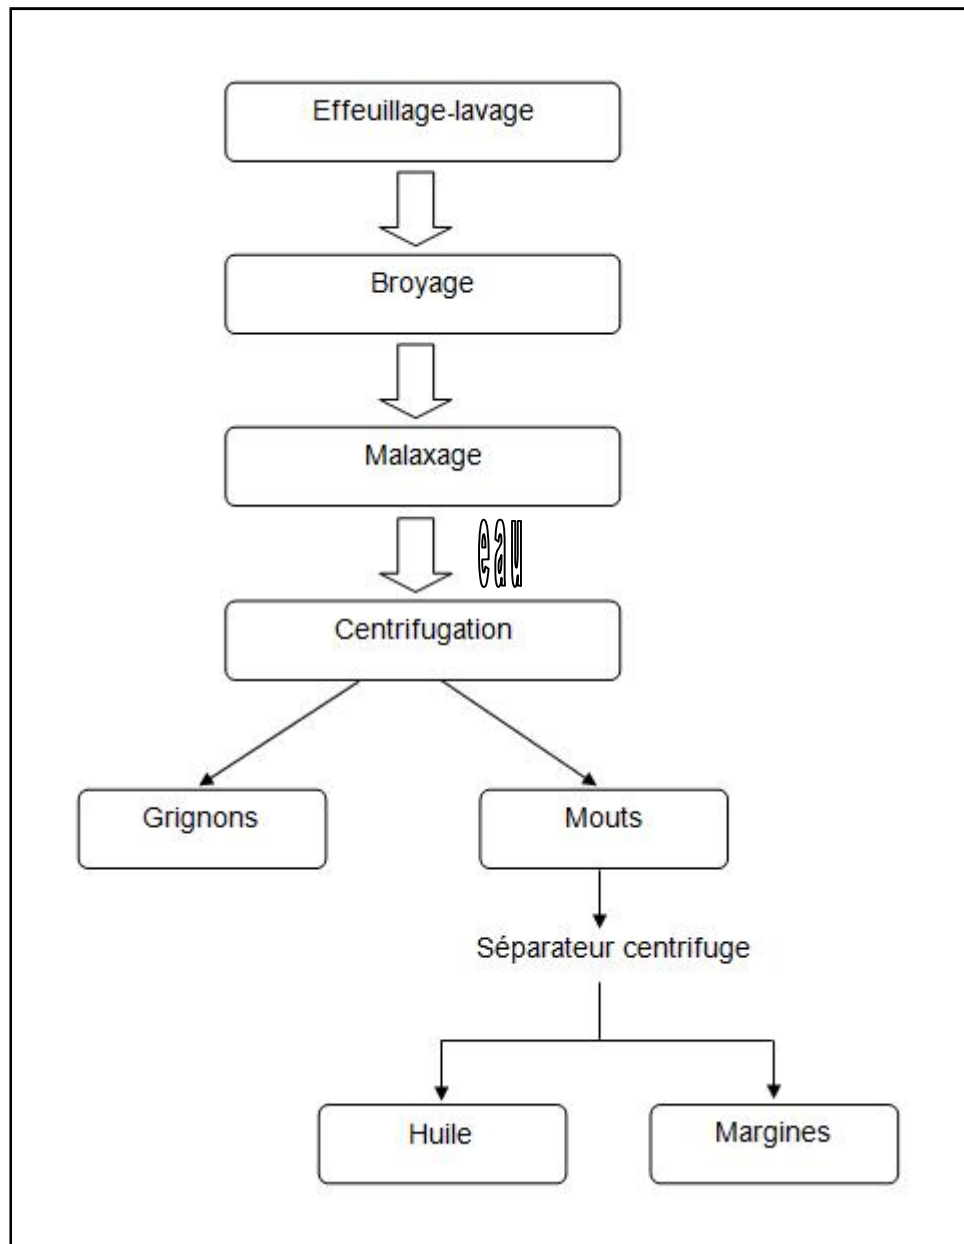 Effeuillage-lavage
Broyage
Malaxage
eau
Centrifugation
Grignons
Mouts
Séparateur centrifuge
Huile
Margines